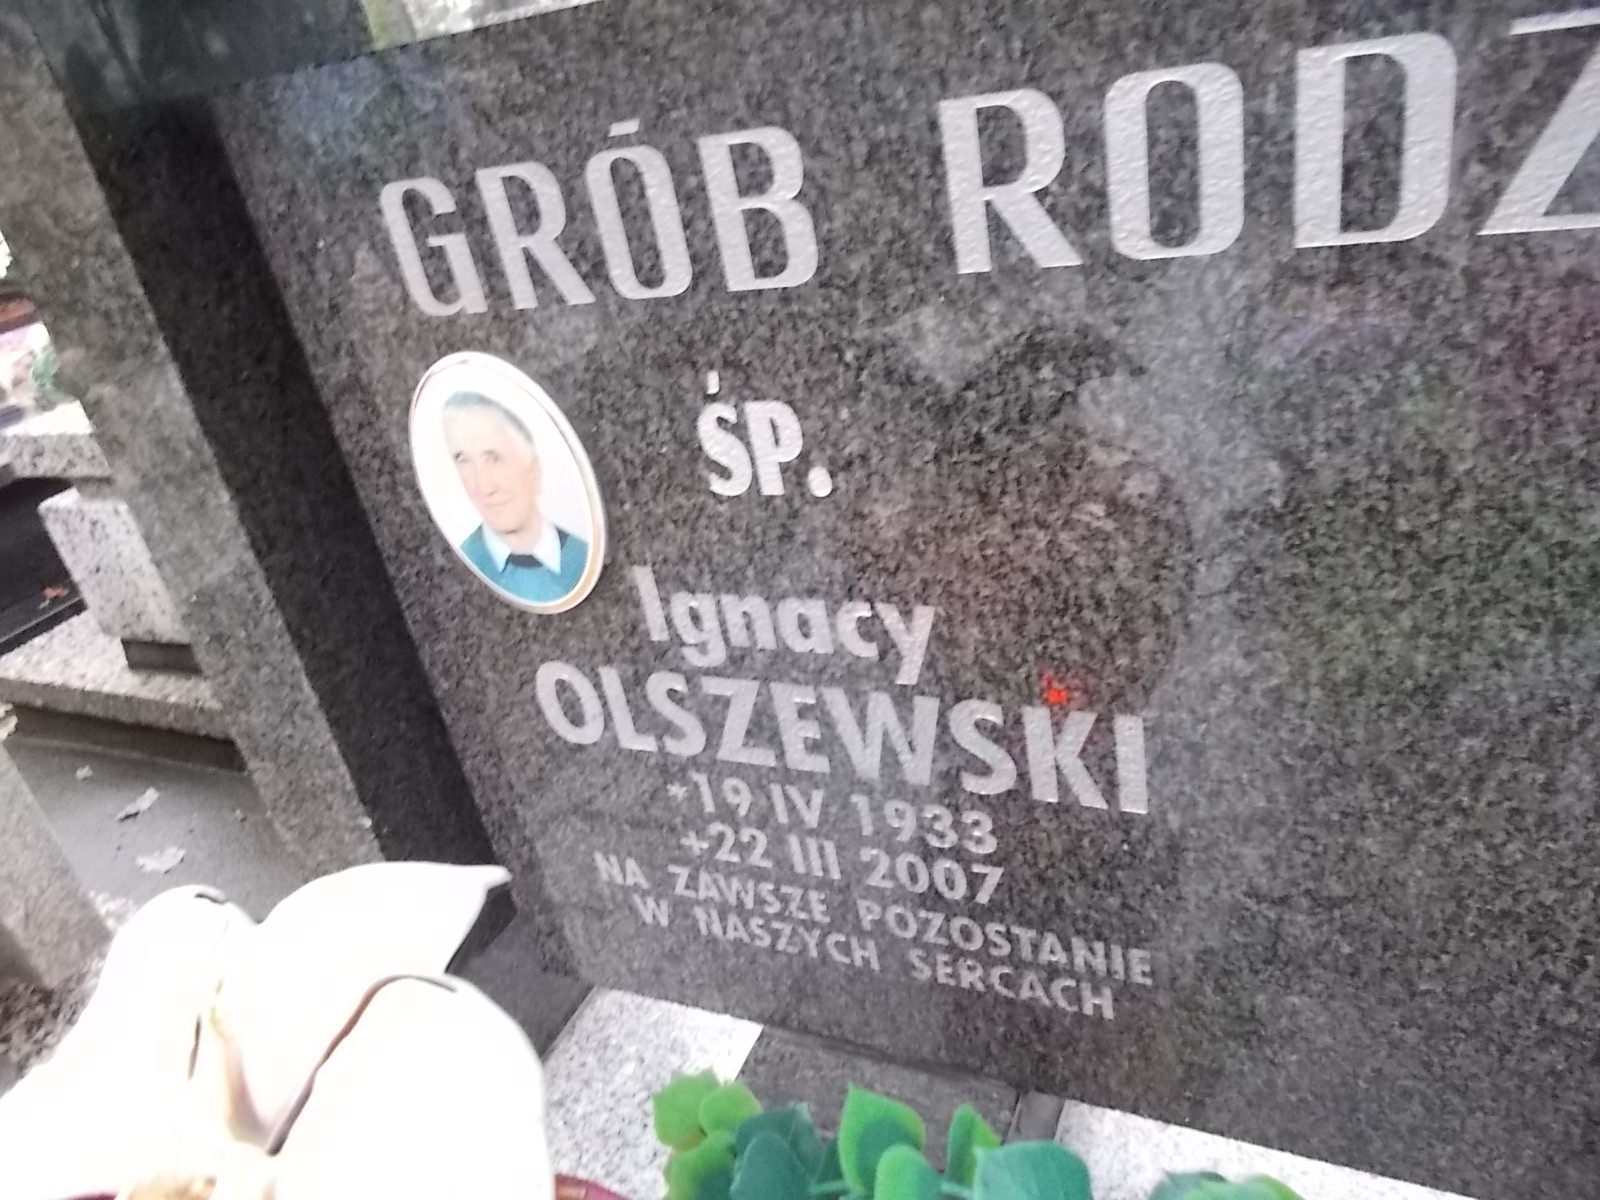 GRÓB RODZ
ŚP.
Ignacy
OLSZEWSKI
*19 IV 1933
+22 III 2007
NA ZAWSZE POZOSTANIE
W NASZYCH SERCACH